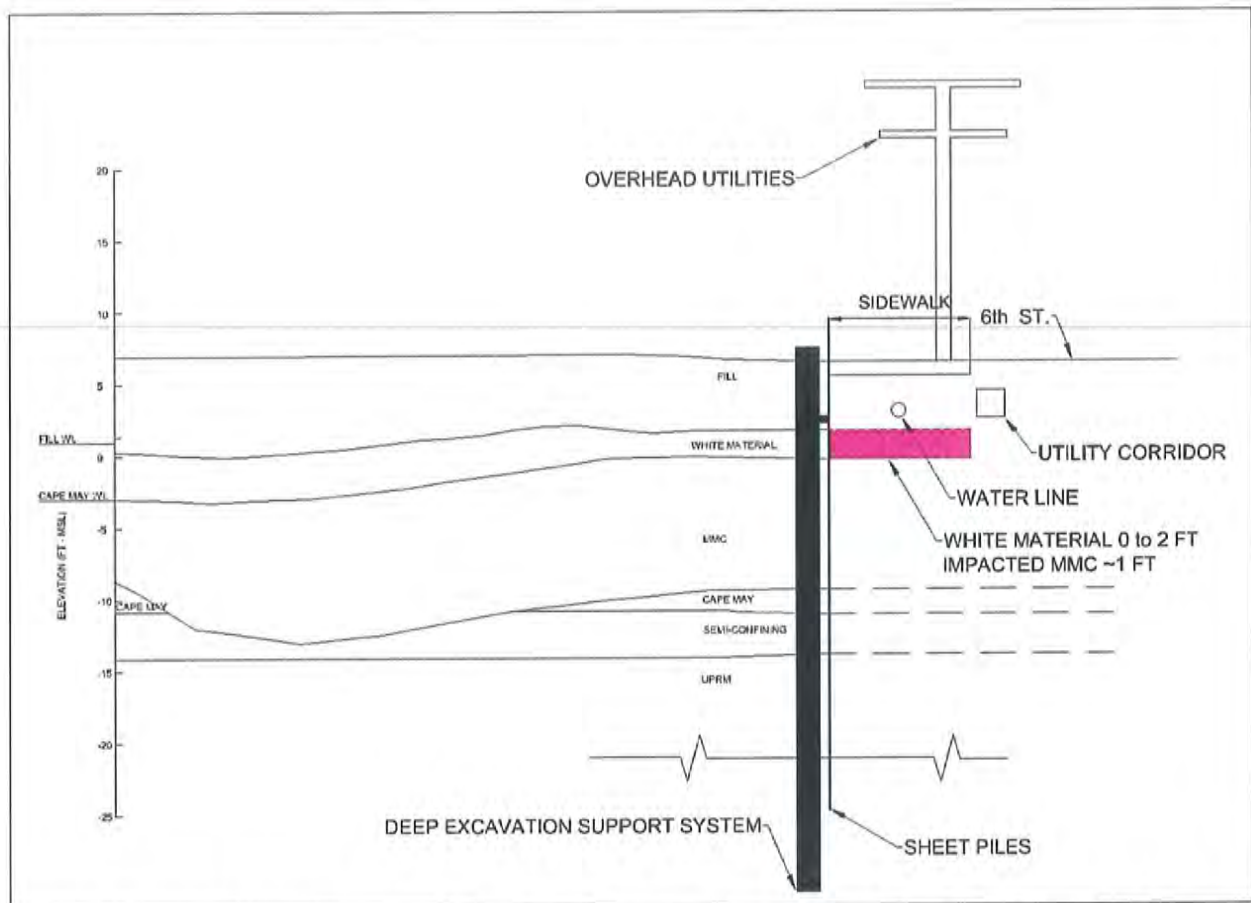 OVERHEAD UTILITIES
SIDEWALK
6th ST.
20
15
10
5
0
-5
-10
-15
-20
-25
ELEVATION (FT - MSL)
FILL WL
CAPE MAY WL
CAPE MAY
FILL
WHITE MATERIAL
MMC
CAPE MAY
SEMI-CONFINING
UPRM
UTILITY CORRIDOR
WATER LINE
WHITE MATERIAL 0 to 2 FT
IMPACTED MMC ~1 FT
DEEP EXCAVATION SUPPORT SYSTEM
SHEET PILES